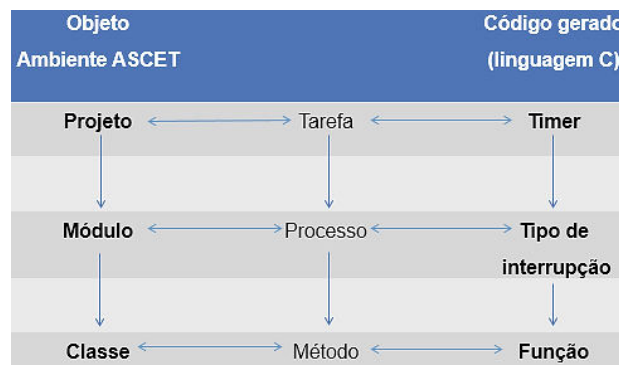 Objeto
Ambiente ASCET
Código gerado
(linguagem C)
Projeto Tarefa Timer
Módulo Processo Tipo de
interrupção
Classe Método Função